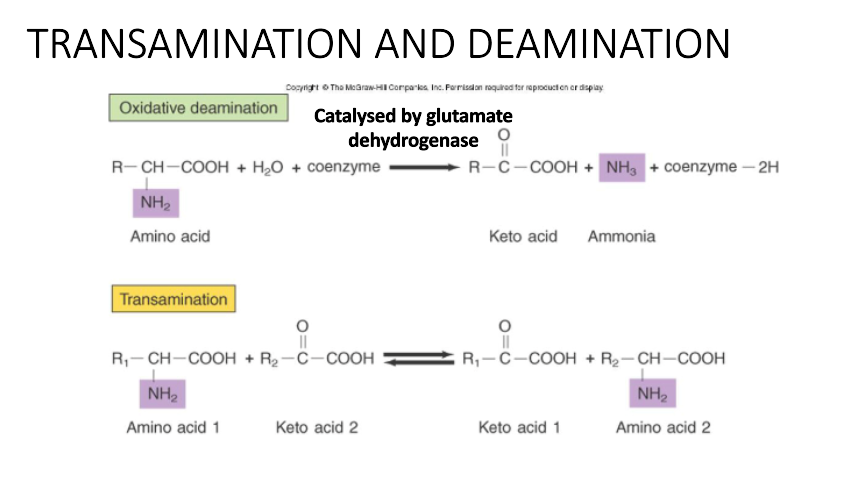 TRANSAMINATION AND DEAMINATION
Copyright © The McGraw-Hill Companies, Inc. Permission required for reproduction or display.
Oxidative deamination
Catalysed by glutamate
dehydrogenase
O
||
R—CH—COOH + H₂O + coenzyme ⟶ R—C—COOH + NH₃ + coenzyme—2H
|
NH₂
Amino acid Keto acid Ammonia
Transamination
O O
|| ||
R₁—CH—COOH + R₂—C—COOH ⇌ R₁—C—COOH + R₂—CH—COOH
| |
NH₂ NH₂
Amino acid 1 Keto acid 2 Keto acid 1 Amino acid 2